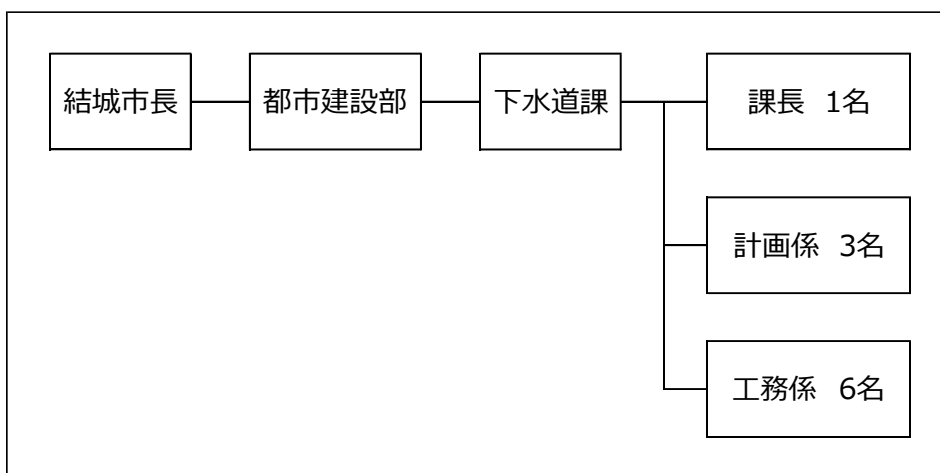 結城市長
都市建設部
下水道課
課長 1名
計画係 3名
工務係 6名